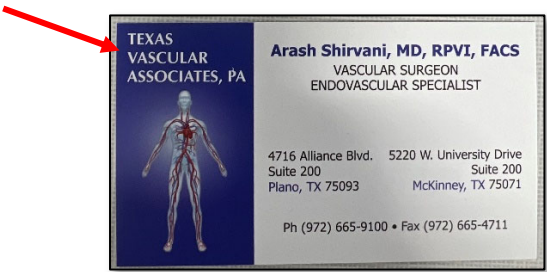 TEXAS
VASCULAR
ASSOCIATES, PA
Arash Shirvani, MD, RPVI, FACS
VASCULAR SURGEON
ENDOVASCULAR SPECIALIST
4716 Alliance Blvd.
Suite 200
Plano, TX 75093
5220 W. University Drive
Suite 200
McKinney, TX 75071
Ph (972) 665-9100 • Fax (972) 665-4711